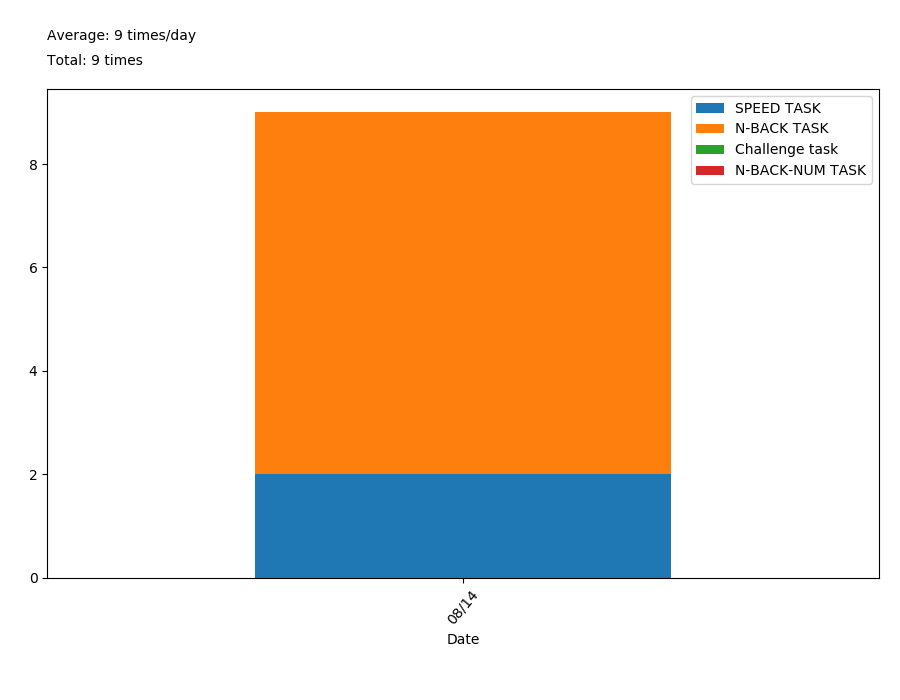 Average: 9 times/day
Total: 9 times
SPEED TASK
N-BACK TASK
Challenge task
N-BACK-NUM TASK
8
6
4
2
0
08/14
Date